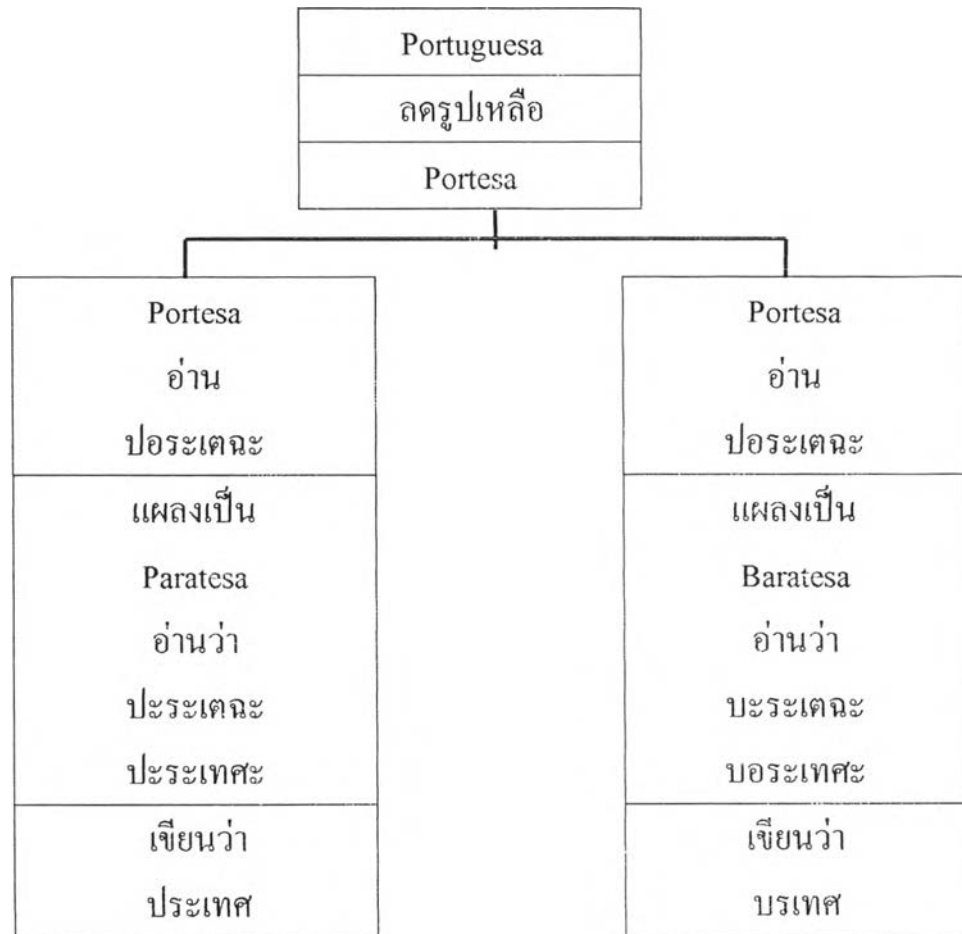 Portuguesa
ลดรูปเหลือ
Portesa
Portesa
อ่าน
ปอระเตฉะ
แผลงเป็น
Paratesa
อ่านว่า
ปะระเตฉะ
ปะระเทศะ
เขียนว่า
ประเทศ
Portesa
อ่าน
ปอระเตฉะ
แผลงเป็น
Baratesa
อ่านว่า
บะระเตฉะ
บอระเทศะ
เขียนว่า
บรเทศ